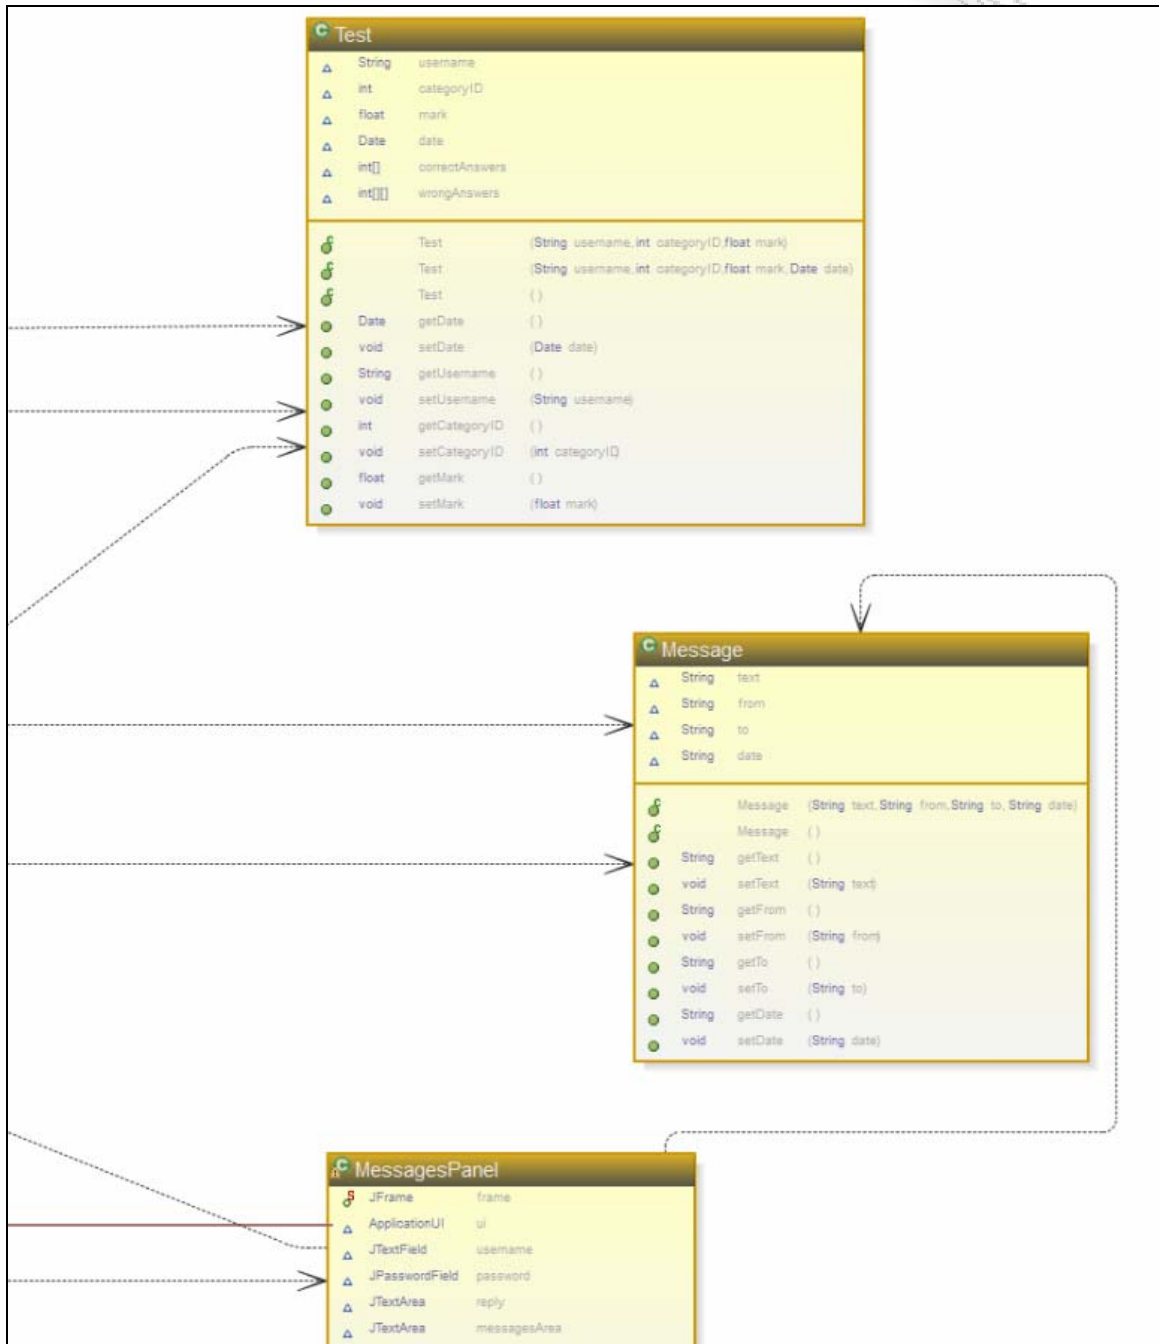 Test
String username
int categoryID
float mark
Date date
int[] correctAnswers
int[][] wrongAnswers
Test (String username,int categoryID,float mark)
Test (String username,int categoryID,float mark,Date date)
Test ( )
Date getDate ( )
void setDate (Date date)
String getUsername ( )
void setUsername (String username)
int getCategoryID ( )
void setCategoryID (int categoryID)
float getMark ( )
void setMark (float mark)
Message
String text
String from
String to
String date
Message (String text,String from,String to,String date)
Message ( )
String getText ( )
void setText (String text)
String getFrom ( )
void setFrom (String from)
String getTo ( )
void setTo (String to)
String getDate ( )
void setDate (String date)
MessagesPanel
JFrame frame
ApplicationUI ui
JTextField username
JPasswordField password
JTextArea reply
JTextArea messagesArea